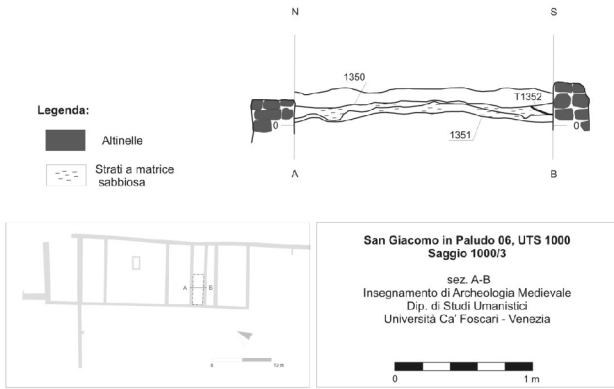 N
S
1350
T1352
Legenda:
0
0
Altinelle
1351
Strati a matrice
sabbiosa
A
B
San Giacomo in Paludo 06, UTS 1000
Saggio 1000/3
A
B
sez. A-B
Insegnamento di Archeologia Medievale
Dip. di Studi Umanistici
Università Ca' Foscari - Venezia
10 m
0
1 m